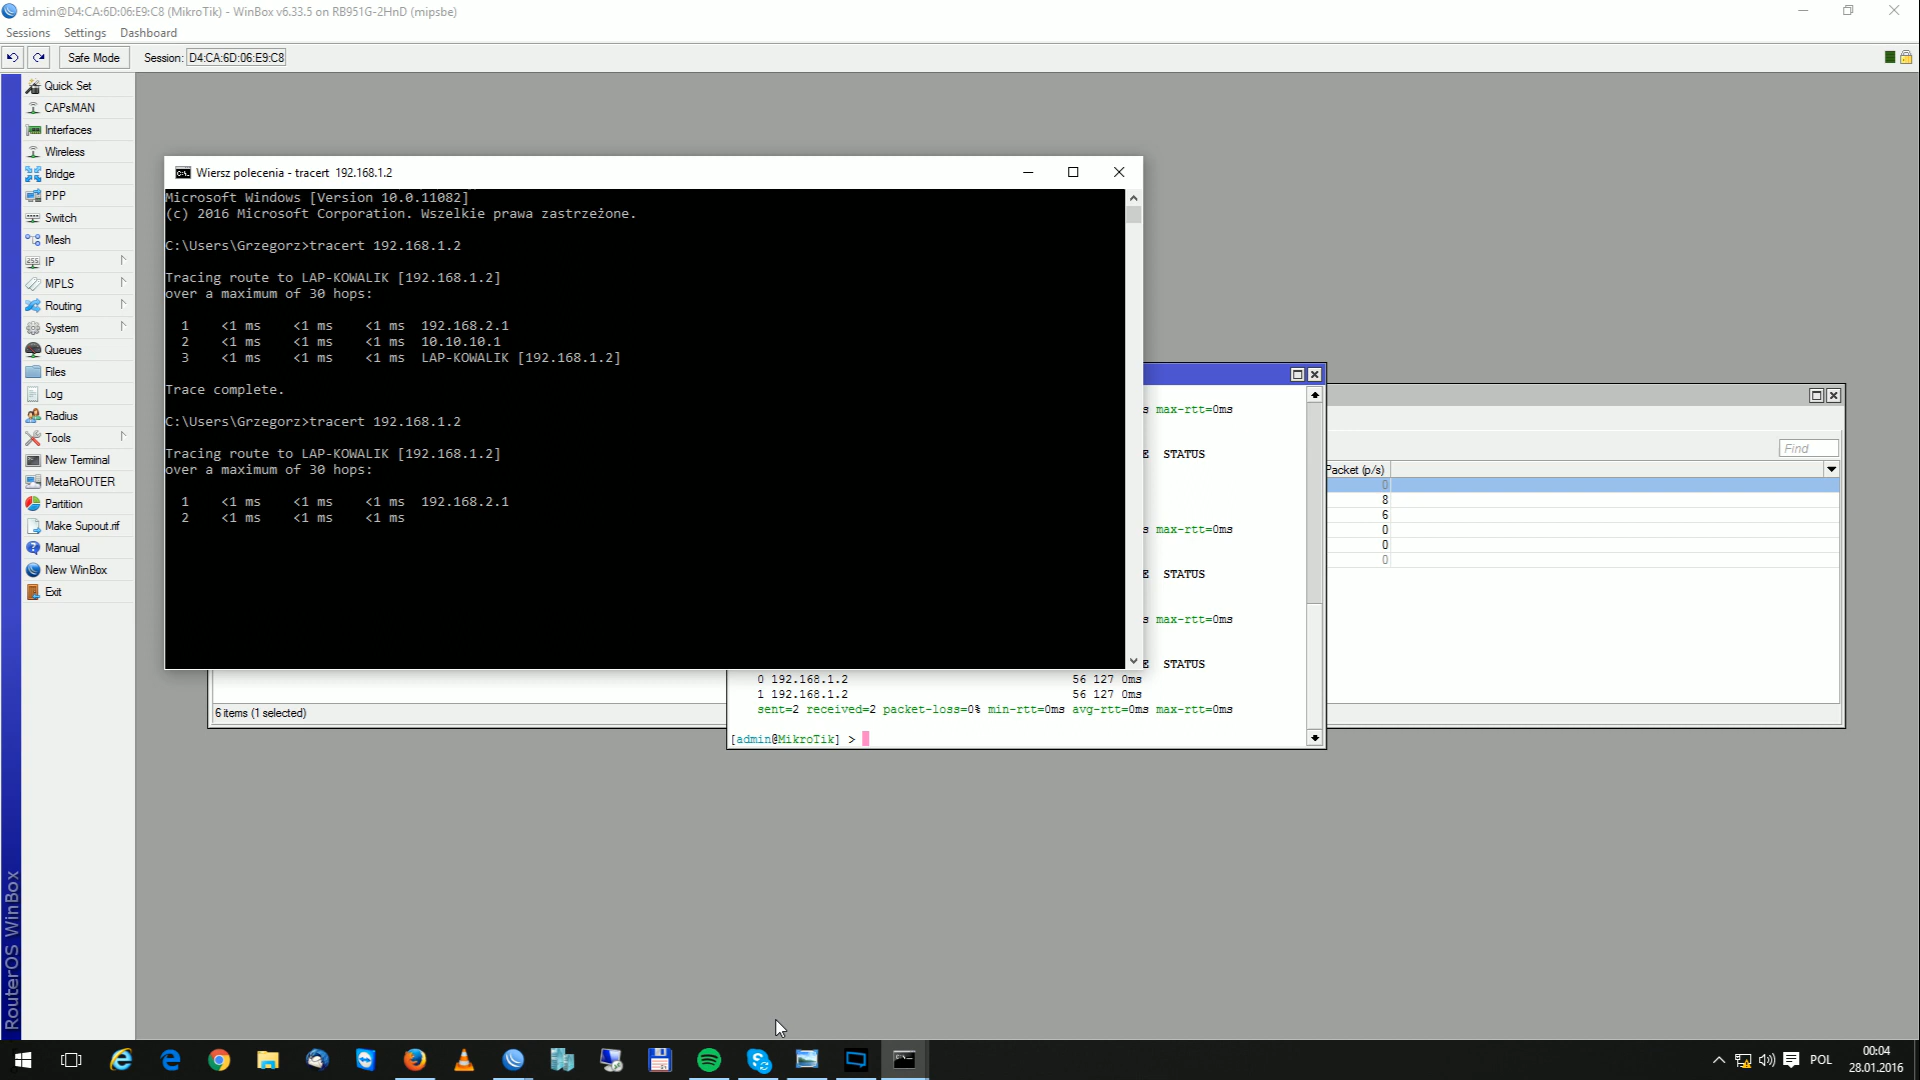 admin@D4:CA:6D:06:E9:C8 (MikroTik) - WinBox v6.33.5 on RB951G-2HnD (mipsbe)
Sessions Settings Dashboard
Safe Mode Session: D4:CA:6D:06:E9:C8
Quick Set
CAPsMAN
Interfaces
Wireless
Bridge
PPP
Switch
Mesh
IP
MPLS
Routing
System
Queues
Files
Log
Radius
Tools
New Terminal
MetaROUTER
Partition
Make Supout.rif
Manual
New WinBox
Exit
RouterOS WinBox
Wiersz polecenia - tracert 192.168.1.2
Microsoft Windows [Version 10.0.11082]
(c) 2016 Microsoft Corporation. Wszelkie prawa zastrzeżone.
C:\Users\Grzegorz>tracert 192.168.1.2
Tracing route to LAP-KOWALIK [192.168.1.2]
over a maximum of 30 hops:
1 <1 ms <1 ms <1 ms 192.168.2.1
2 <1 ms <1 ms <1 ms 10.10.10.1
3 <1 ms <1 ms <1 ms LAP-KOWALIK [192.168.1.2]
Trace complete.
C:\Users\Grzegorz>tracert 192.168.1.2
Tracing route to LAP-KOWALIK [192.168.1.2]
over a maximum of 30 hops:
1 <1 ms <1 ms <1 ms 192.168.2.1
2 <1 ms <1 ms <1 ms
s max-rtt=0ms
E STATUS
s max-rtt=0ms
E STATUS
s max-rtt=0ms
E STATUS
0 192.168.1.2 56 127 0ms
1 192.168.1.2 56 127 0ms
sent=2 received=2 packet-loss=0% min-rtt=0ms avg-rtt=0ms max-rtt=0ms
[admin@MikroTik] >
Find
Packet (p/s)
0
8
6
0
0
0
6 items (1 selected)
POL
00:04
28.01.2016